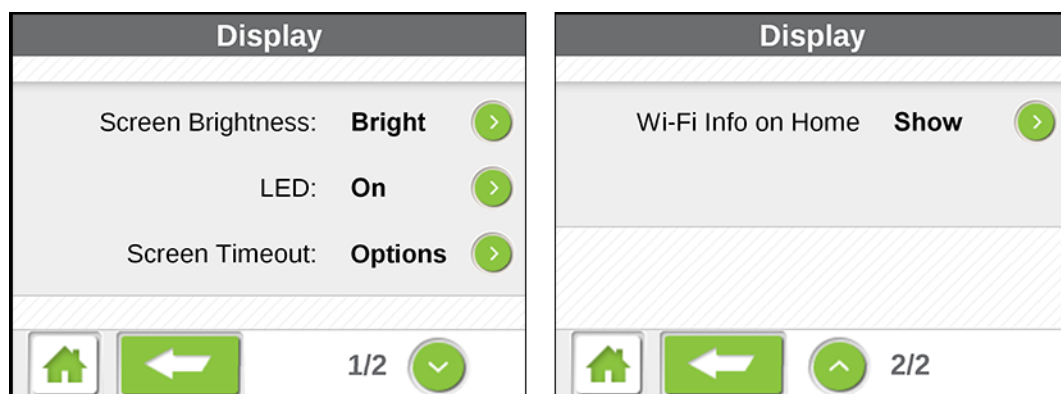 Display
Screen Brightness: Bright
LED: On
Screen Timeout: Options
1/2
Display
Wi-Fi Info on Home Show
2/2